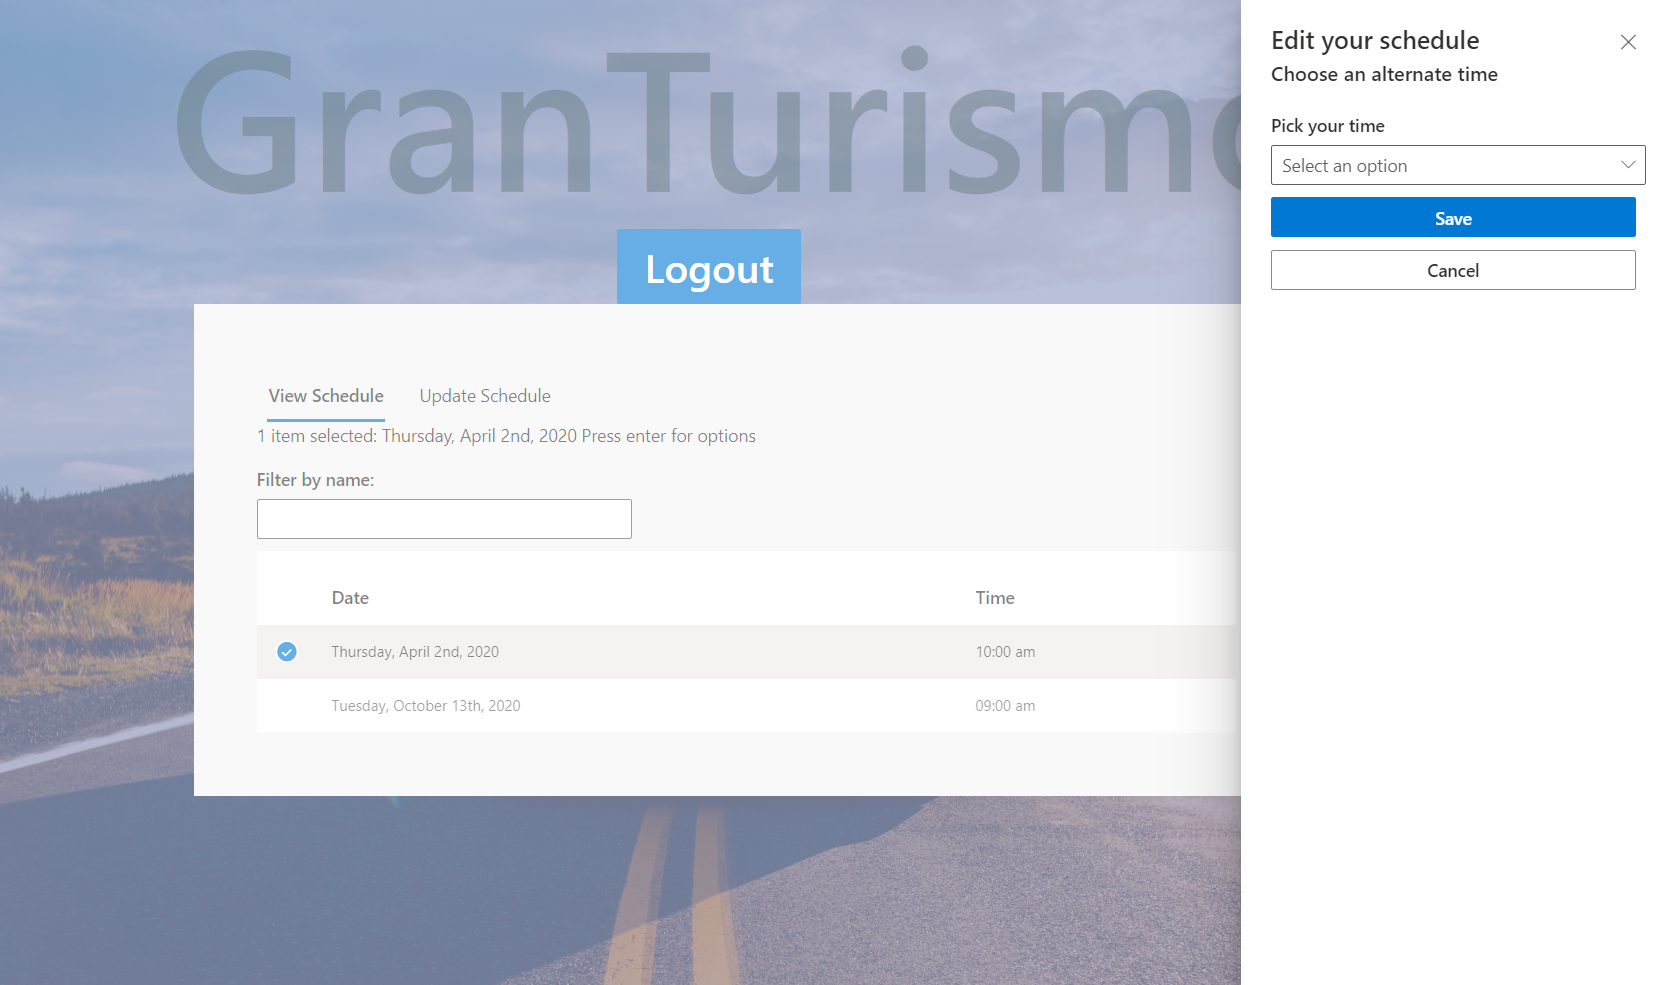 GranTurismo
Logout
View Schedule
Update Schedule
1 item selected: Thursday, April 2nd, 2020 Press enter for options
Filter by name:
Date Time
Thursday, April 2nd, 2020 10:00 am
Tuesday, October 13th, 2020 09:00 am
Edit your schedule
Choose an alternate time
Pick your time
Select an option
Save
Cancel